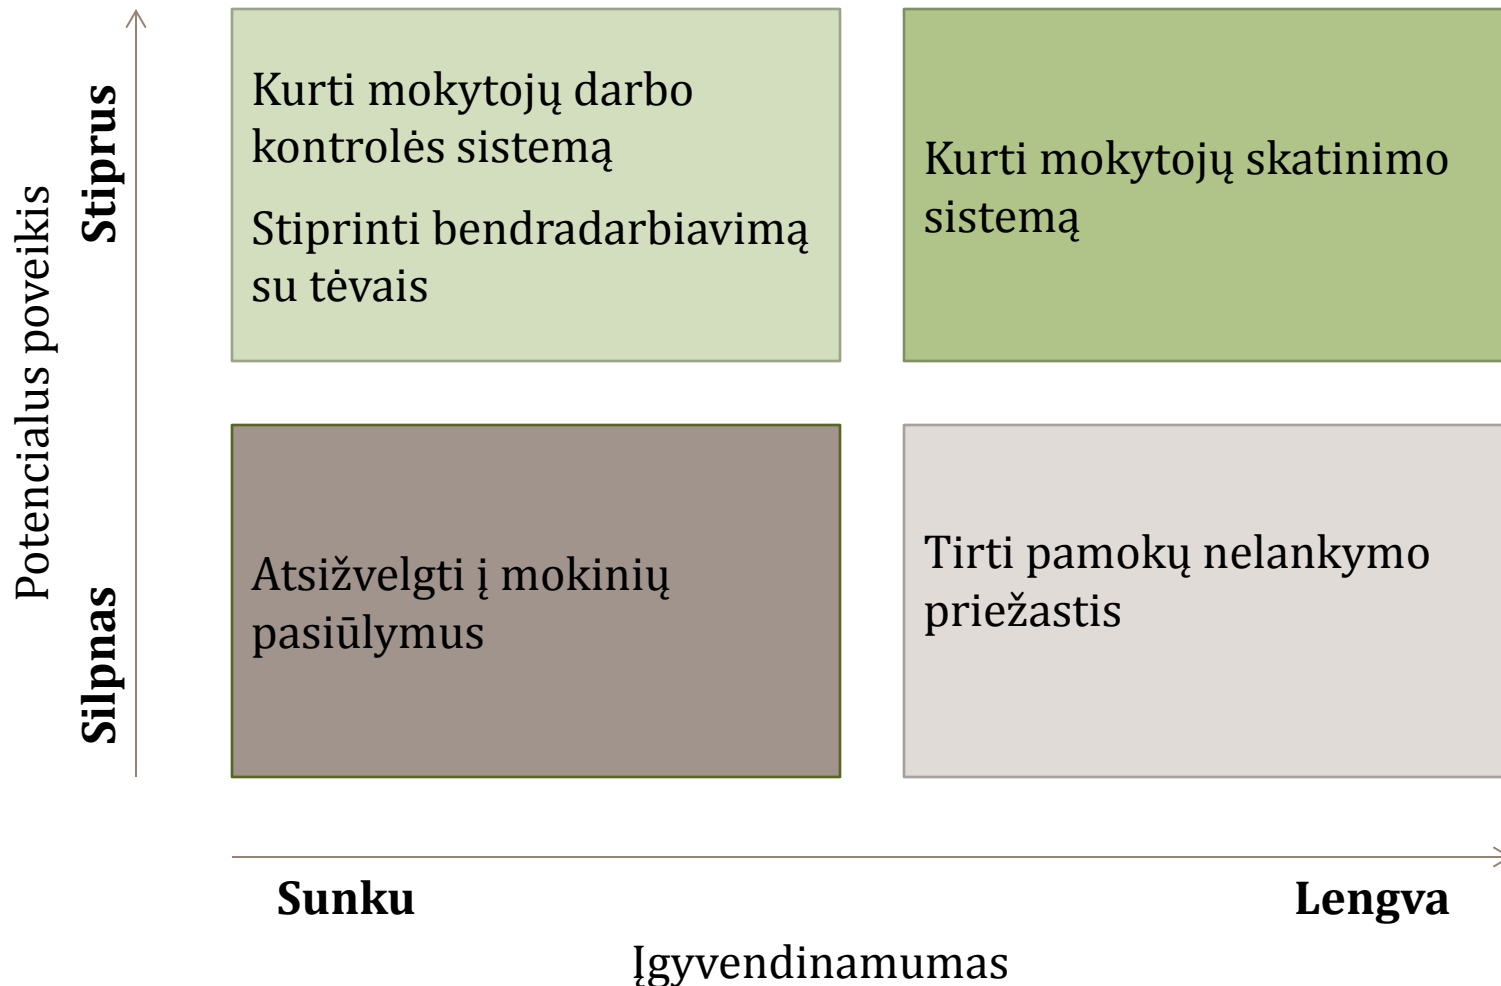 Potencialus poveikis
Stiprus
Silpnas
Kurti mokytojų darbo
kontrolės sistemą
Stiprinti bendradarbiavimą
su tėvais
Kurti mokytojų skatinimo
sistemą
Atsižvelgti į mokinių
pasiūlymus
Tirti pamokų nelankymo
priežastis
Sunku
Lengva
Įgyvendinamumas